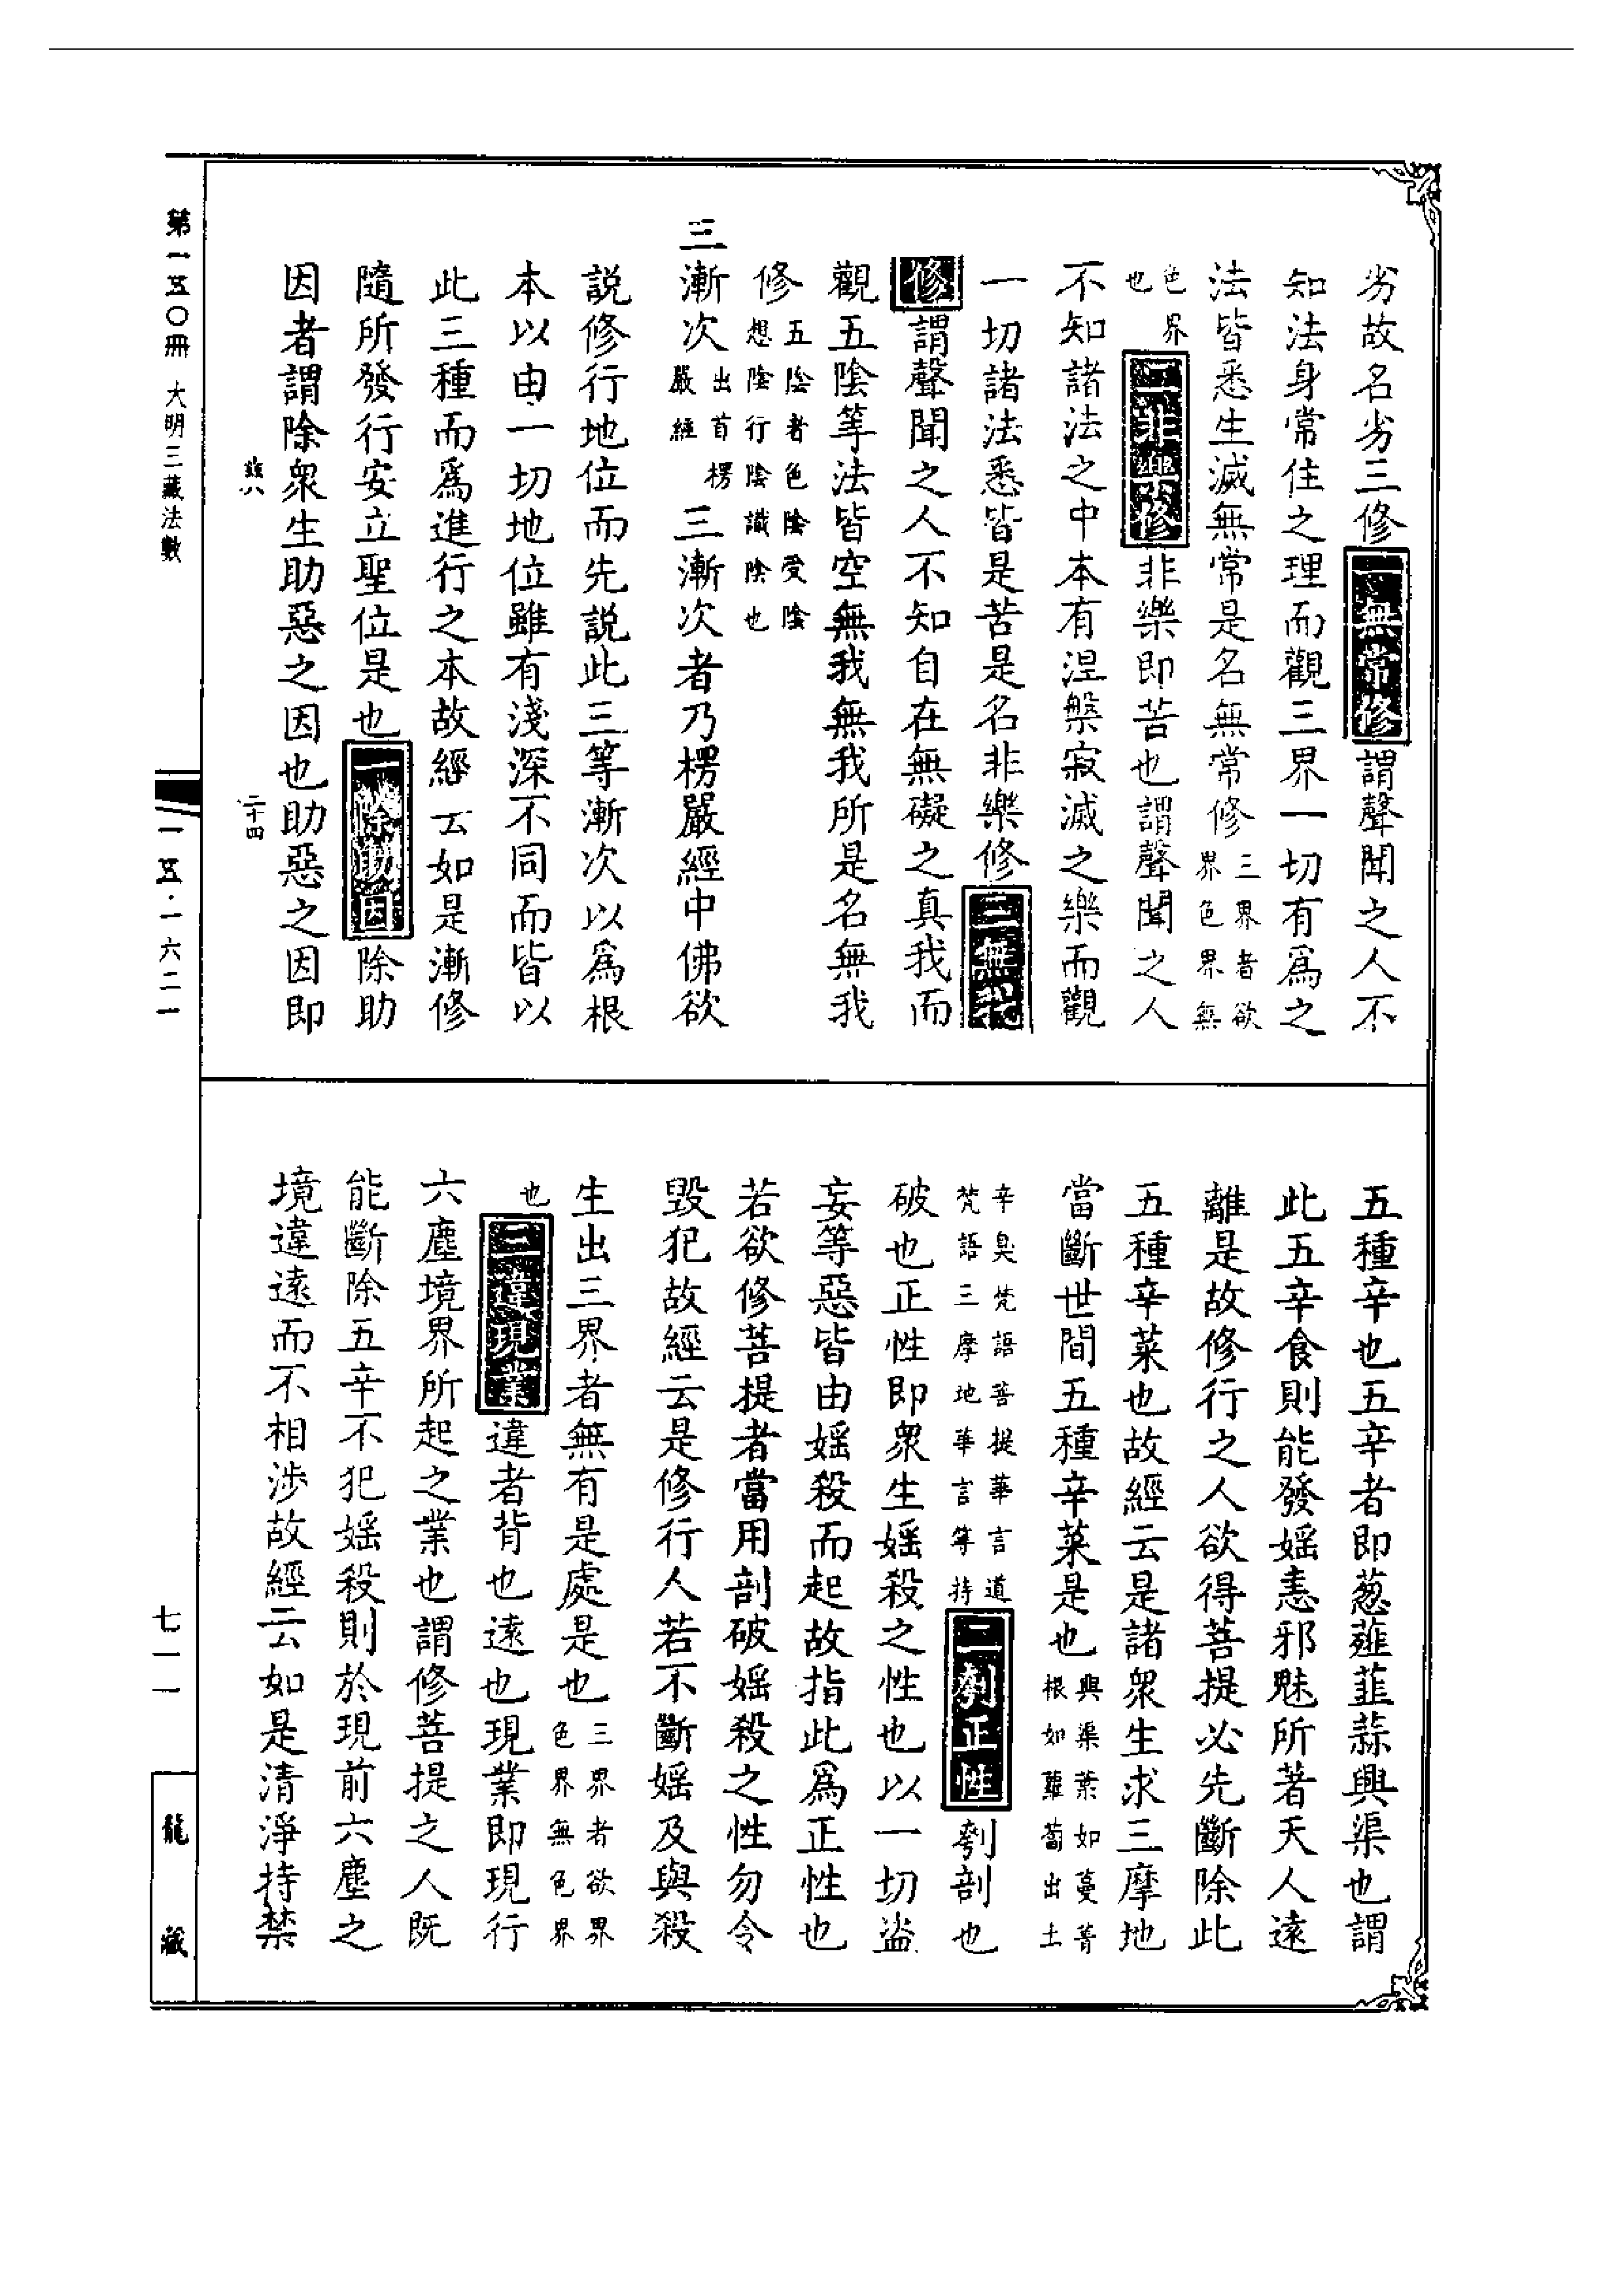 劣故名劣三修一無常修謂聲聞之人不
知法身常住之理而觀三界一切有爲之
法皆悉生滅無常是名無常修三界者欲界色界無
色界也二非樂修非樂即苦也謂聲聞之人
不知諸法之中本有涅槃寂滅之樂而觀
一切諸法悉皆是苦是名非樂修三無我
修謂聲聞之人不知自在無礙之真我而
觀五陰等法皆空無我無我所是名無我
修五陰者色陰受陰想陰行陰識陰也
三漸次出首楞嚴經三漸次者乃楞嚴經中佛欲
説修行地位而先説此三等漸次以爲根
本以由一切地位雖有淺深不同而皆以
此三種而爲進行之本故經云如是漸修
隨所發行安立聖位是也一除助因除助
因者謂除衆生助惡之因也助惡之因即
二十四
五種辛也五辛者即葱薤韮蒜興渠也謂
此五辛食則能發婬恚邪魅所著天人遠
離是故修行之人欲得菩提必先斷除此
五種辛菜也故經云是諸衆生求三摩地
當斷世間五種辛菜是也興渠葉如蔓菁根如蘿蔔出土
辛臭梵語菩提華言道梵語三摩地華言等持二刳正性刳剖也
破也正性即衆生婬殺之性也以一切盜
妄等惡皆由婬殺而起故指此爲正性也
若欲修菩提者當用剖破婬殺之性勿令
毀犯故經云是修行人若不斷婬及與殺
生出三界者無有是處是也三界者欲界色界無色界
也三違現業違者背也遠也現業即現行
六塵境界所起之業也謂修菩提之人既
能斷除五辛不犯婬殺則於現前六塵之
境違遠而不相涉故經云如是清淨持禁
第一五〇冊 大明三藏法數
一五·一六二一
七一一
龍藏